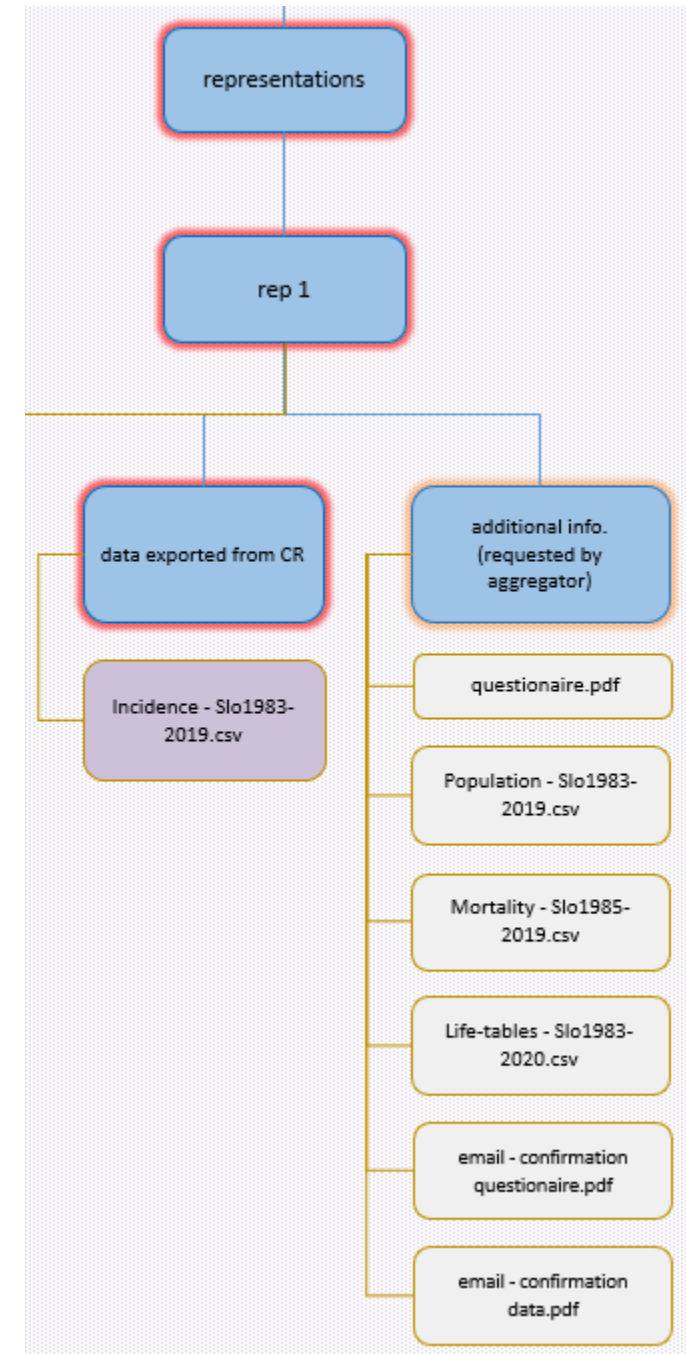 representations
rep 1
data exported from CR
additional info.
(requested by
aggregator)
Incidence - Slo1983-
2019.csv
questionaire.pdf
Population - Slo1983-
2019.csv
Mortality - Slo1985-
2019.csv
Life-tables - Slo1983-
2020.csv
email - confirmation
questionaire.pdf
email - confirmation
data.pdf